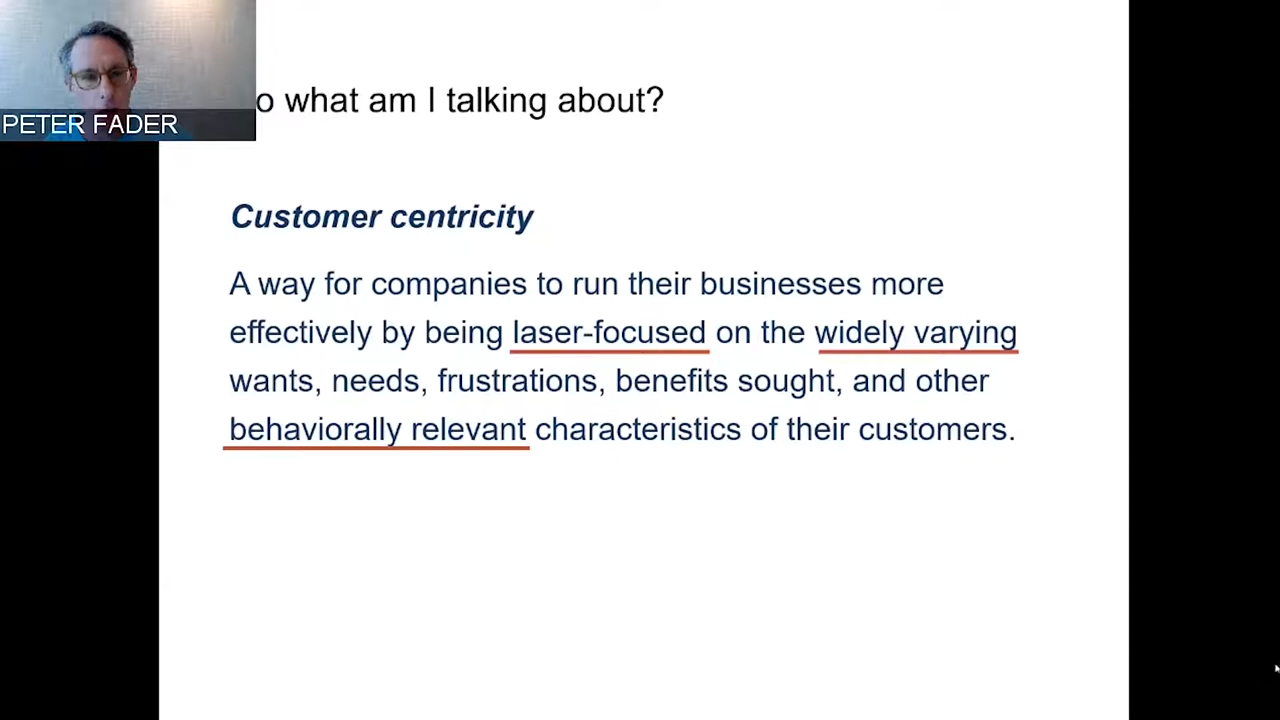 o what am I talking about?
PETER FADER
Customer centricity
A way for companies to run their businesses more
effectively by being laser-focused on the widely varying
wants, needs, frustrations, benefits sought, and other
behaviorally relevant characteristics of their customers.